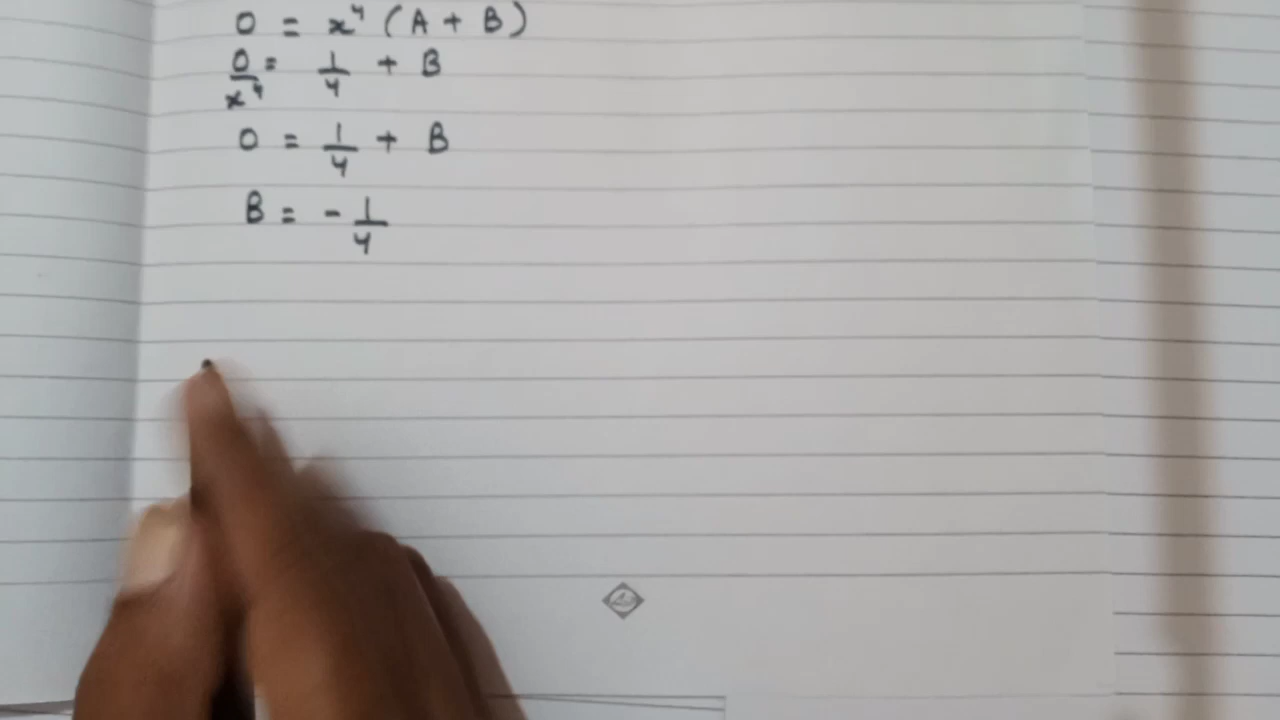 0 = x⁴ (A + B)
0/x⁴ = 1/4 + B
0 = 1/4 + B
B = - 1/4